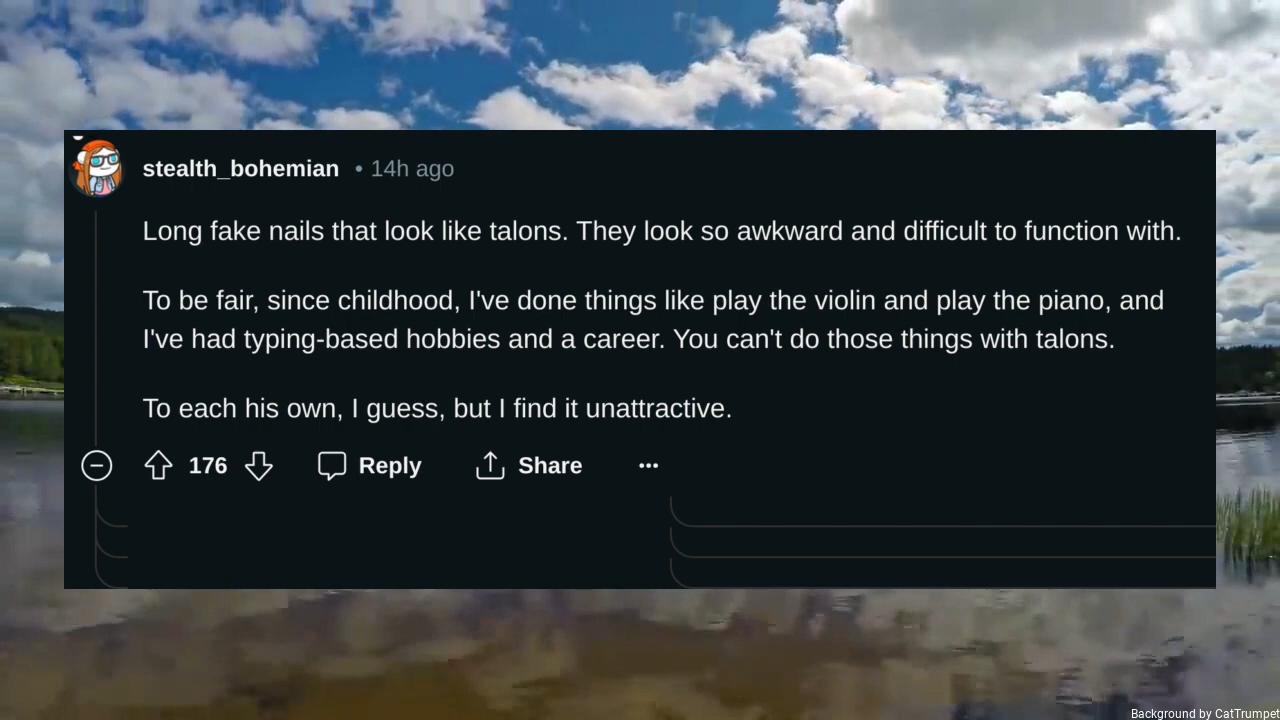 stealth_bohemian • 14h ago
Long fake nails that look like talons. They look so awkward and difficult to function with.
To be fair, since childhood, I've done things like play the violin and play the piano, and
I've had typing-based hobbies and a career. You can't do those things with talons.
To each his own, I guess, but I find it unattractive.
176 Reply Share
Background by CatTrumpet